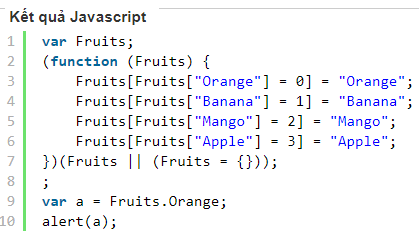 Kết quả Javascript
1 var Fruits;
2 (function (Fruits) {
3 Fruits[Fruits["Orange"] = 0] = "Orange";
4 Fruits[Fruits["Banana"] = 1] = "Banana";
5 Fruits[Fruits["Mango"] = 2] = "Mango";
6 Fruits[Fruits["Apple"] = 3] = "Apple";
7 })(Fruits || (Fruits = {}));
8 ;
9 var a = Fruits.Orange;
10 alert(a);